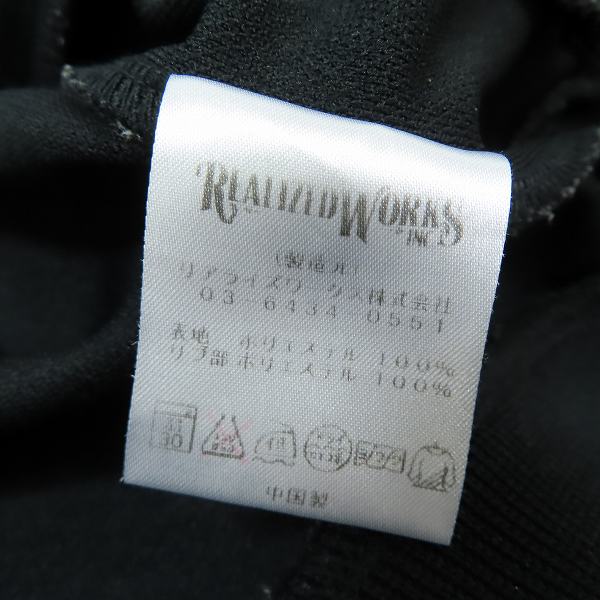 REALIZEDWORKS
INC.
(製造元)
リアライズワークス株式会社
03-6434-0551
表地 ポリエステル 100%
リブ部 ポリエステル 100%
30
中
中国製